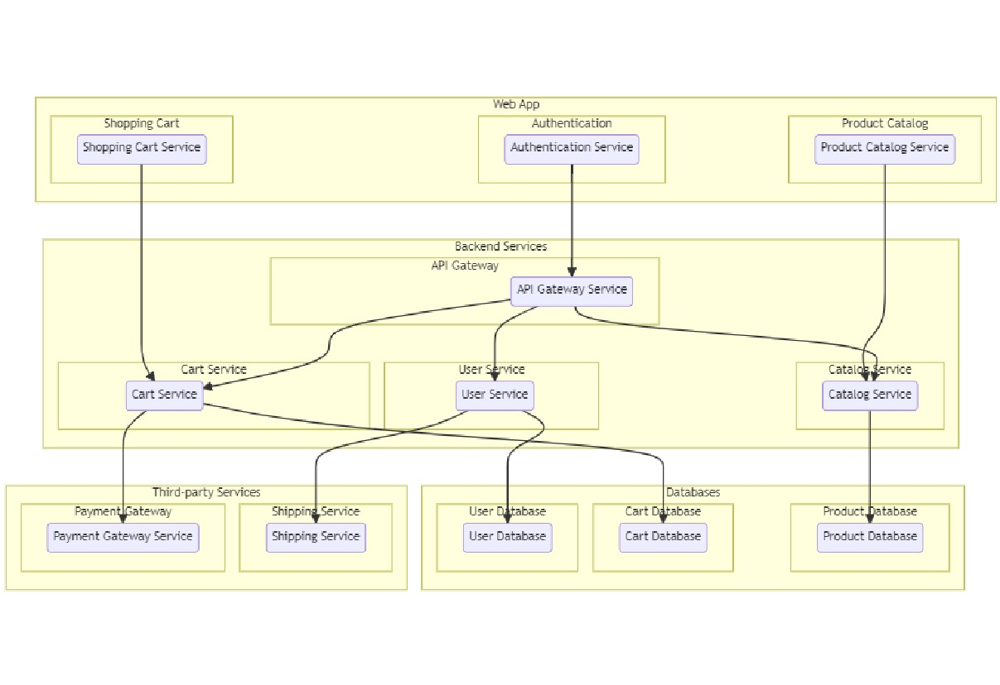 Web App
Shopping Cart
Shopping Cart Service
Authentication
Authentication Service
Product Catalog
Product Catalog Service
Backend Services
API Gateway
API Gateway Service
Cart Service
Cart Service
User Service
User Service
Catalog Service
Catalog Service
Third-party Services
Payment Gateway
Payment Gateway Service
Shipping Service
Shipping Service
Databases
User Database
User Database
Cart Database
Cart Database
Product Database
Product Database